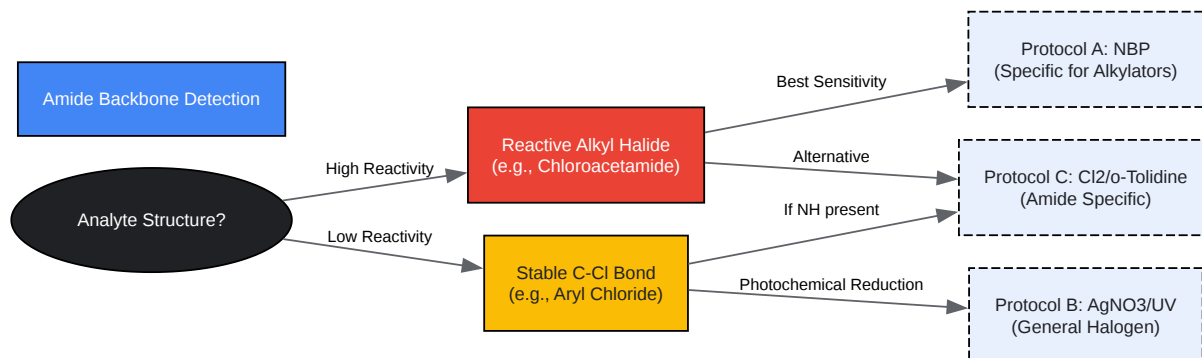 Amide Backbone Detection
Analyte Structure?
High Reactivity
Low Reactivity
Reactive Alkyl Halide
(e.g., Chloroacetamide)
Stable C-Cl Bond
(e.g., Aryl Chloride)
Best Sensitivity
Alternative
If NH present
Photochemical Reduction
Protocol A: NBP
(Specific for Alkylators)
Protocol C: Cl2/o-Tolidine
(Amide Specific)
Protocol B: AgNO3/UV
(General Halogen)